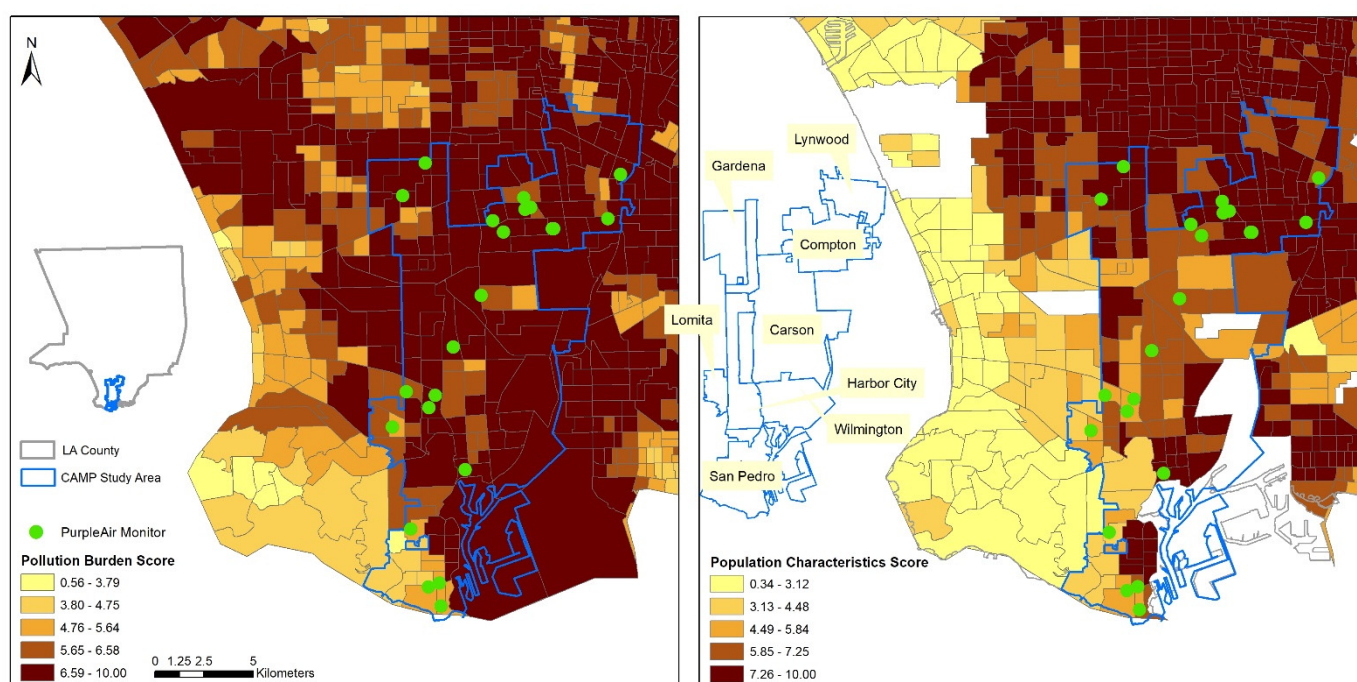 N
LA County
CAMP Study Area
PurpleAir Monitor
Pollution Burden Score
0.56 - 3.79
3.80 - 4.75
4.76 - 5.64
5.65 - 6.58
6.59 - 10.00
0 1.25 2.5 5
Kilometers
Lynwood
Gardena
Compton
Lomita
Carson
Harbor City
Wilmington
San Pedro
Population Characteristics Score
0.34 - 3.12
3.13 - 4.48
4.49 - 5.84
5.85 - 7.25
7.26 - 10.00